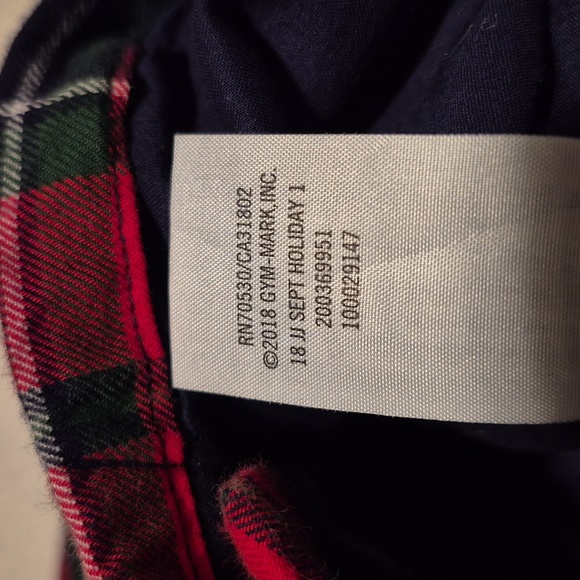 RN70530/CA31802
©2018 GYM-MARK INC.
18 JJ SEPT HOLIDAY 1
200369951
100029147